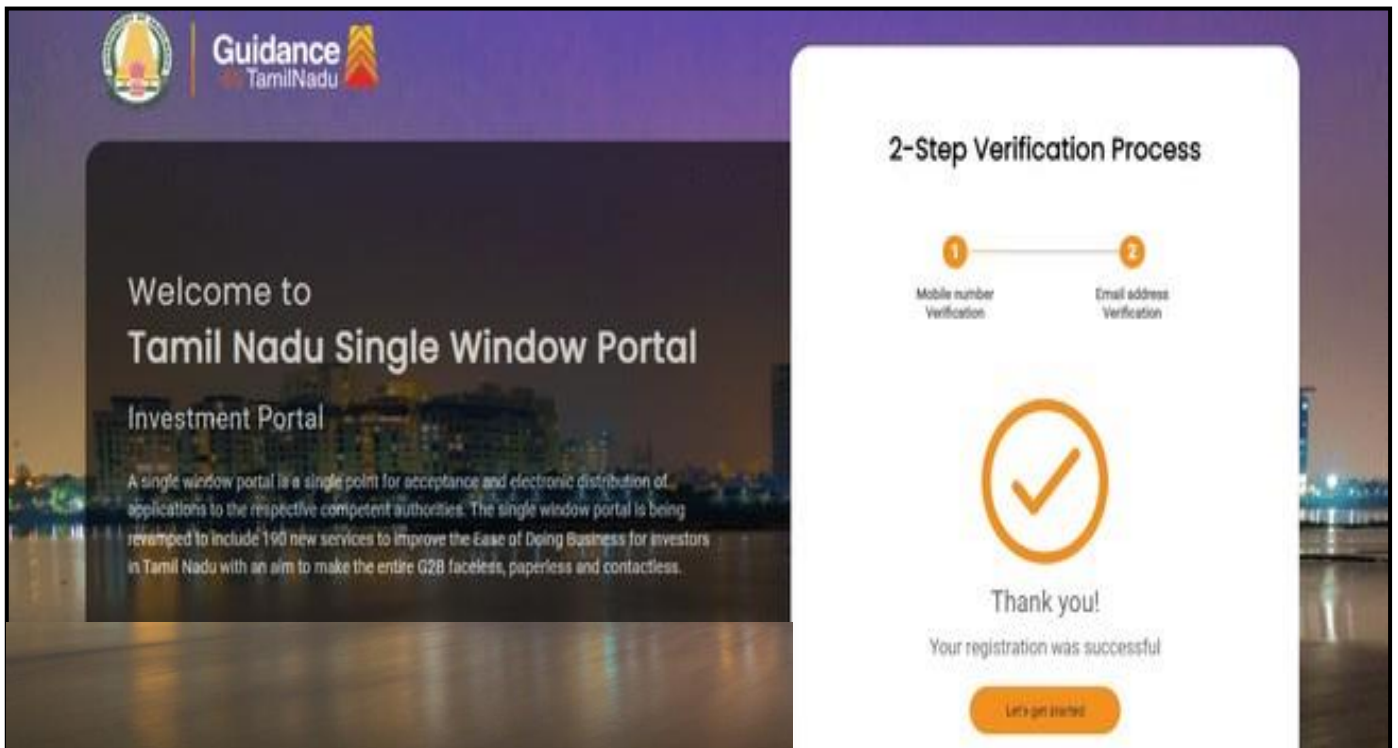 Guidance
TamilNadu
Welcome to
Tamil Nadu Single Window Portal
Investment Portal
A single window portal is a single point for acceptance and electronic distribution of
applications to the respective competent authorities. The single window portal is being
revamped to include 190 new services to improve the Ease of Doing Business for investors
in Tamil Nadu with an aim to make the entire G2B faceless, paperless and contactless.
2-Step Verification Process
1
2
Mobile number
Verification
Email address
Verification
Thank you!
Your registration was successful
Let's get started